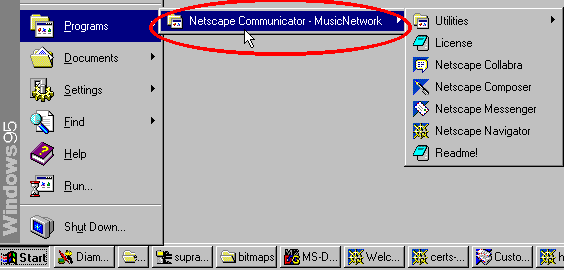 Programs
Documents
Settings
Find
Help
Run...
Shut Down...
Windows95
Netscape Communicator - MusicNetwork
Utilities
License
Netscape Collabra
Netscape Composer
Netscape Messenger
Netscape Navigator
Readme!
Start
Diam...
...
supra...
bitmaps
MS-D...
Welc...
certs-...
Custo...
h